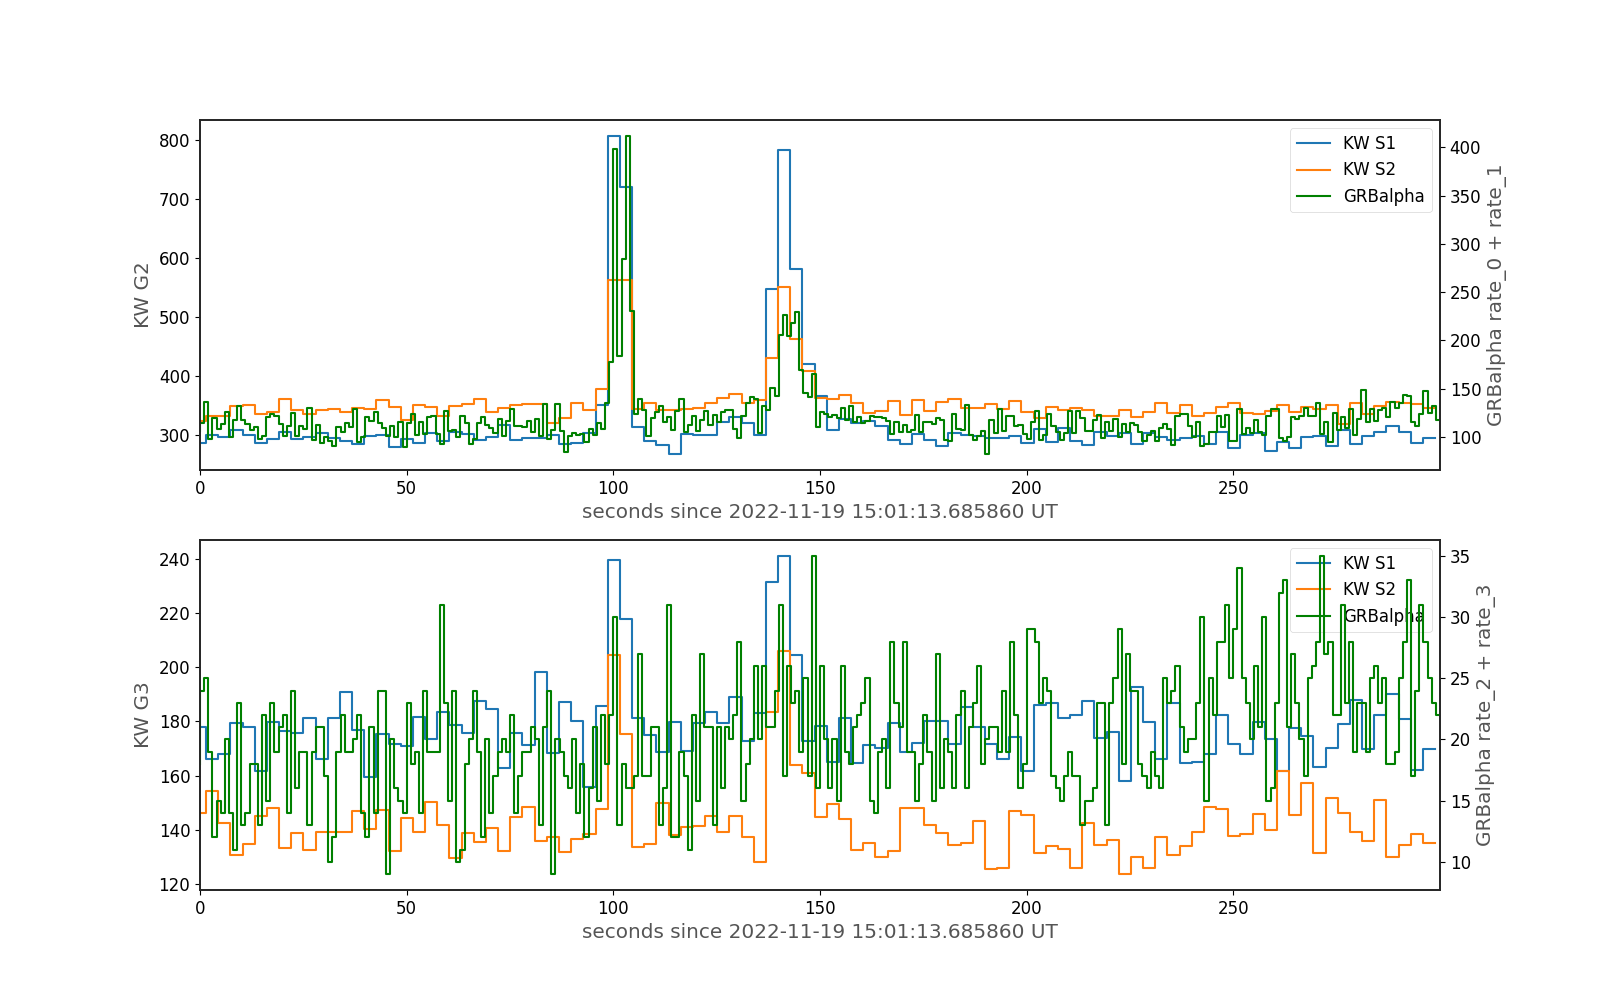 800
700
600
500
400
300
KW G2
KW S1
KW S2
GRBalpha
400
350
300
250
200
150
100
GRBalpha rate_0 + rate_1
0 50 100 150 200 250
seconds since 2022-11-19 15:01:13.685860 UT
240
220
200
180
160
140
120
KW G3
KW S1
KW S2
GRBalpha
35
30
25
20
15
10
GRBalpha rate_2 + rate_3
0 50 100 150 200 250
seconds since 2022-11-19 15:01:13.685860 UT